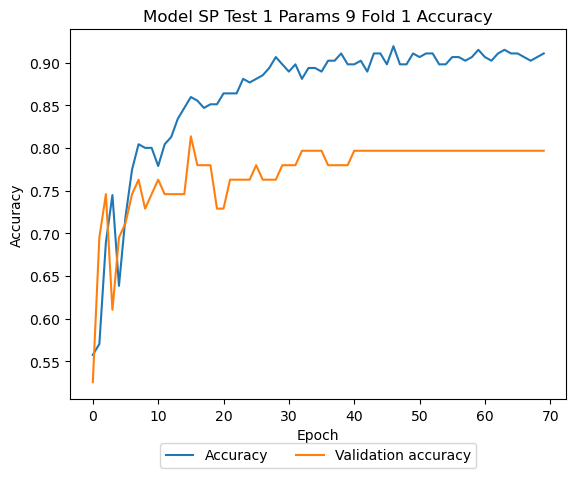 Model SP Test 1 Params 9 Fold 1 Accuracy
Accuracy
0.90
0.85
0.80
0.75
0.70
0.65
0.60
0.55
0 10 20 30 40 50 60 70
Epoch
Accuracy Validation accuracy